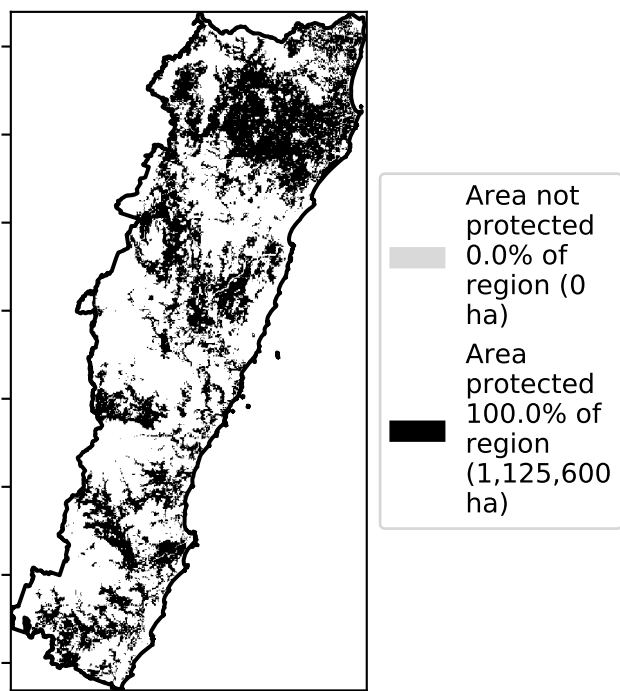 Area not
protected
0.0% of
region (0
ha)
Area
protected
100.0% of
region
(1,125,600
ha)